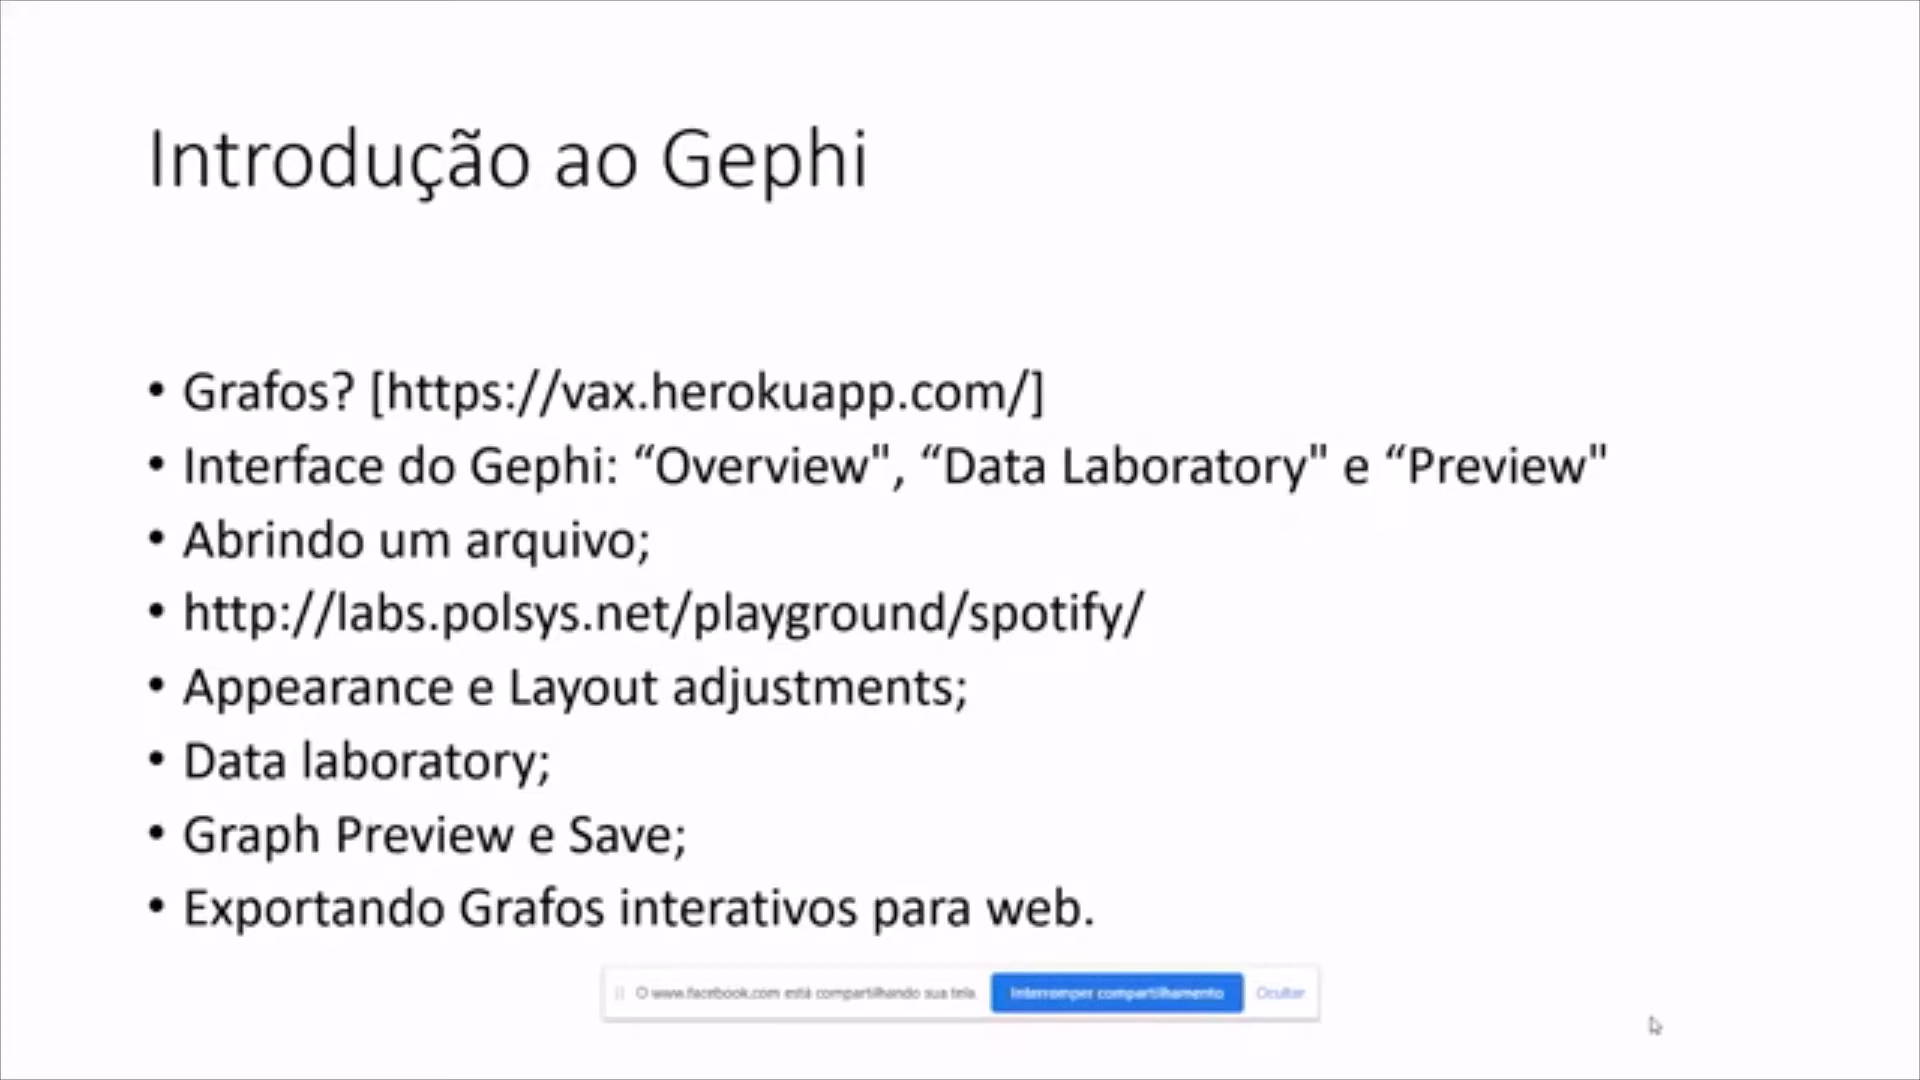 Introdução ao Gephi
• Grafos? [https://vax.herokuapp.com/]
• Interface do Gephi: “Overview", “Data Laboratory" e “Preview"
• Abrindo um arquivo;
• http://labs.polsys.net/playground/spotify/
• Appearance e Layout adjustments;
• Data laboratory;
• Graph Preview e Save;
• Exportando Grafos interativos para web.
O www.facebook.com está compartilhando sua tela. Interromper compartilhamento Ocultar